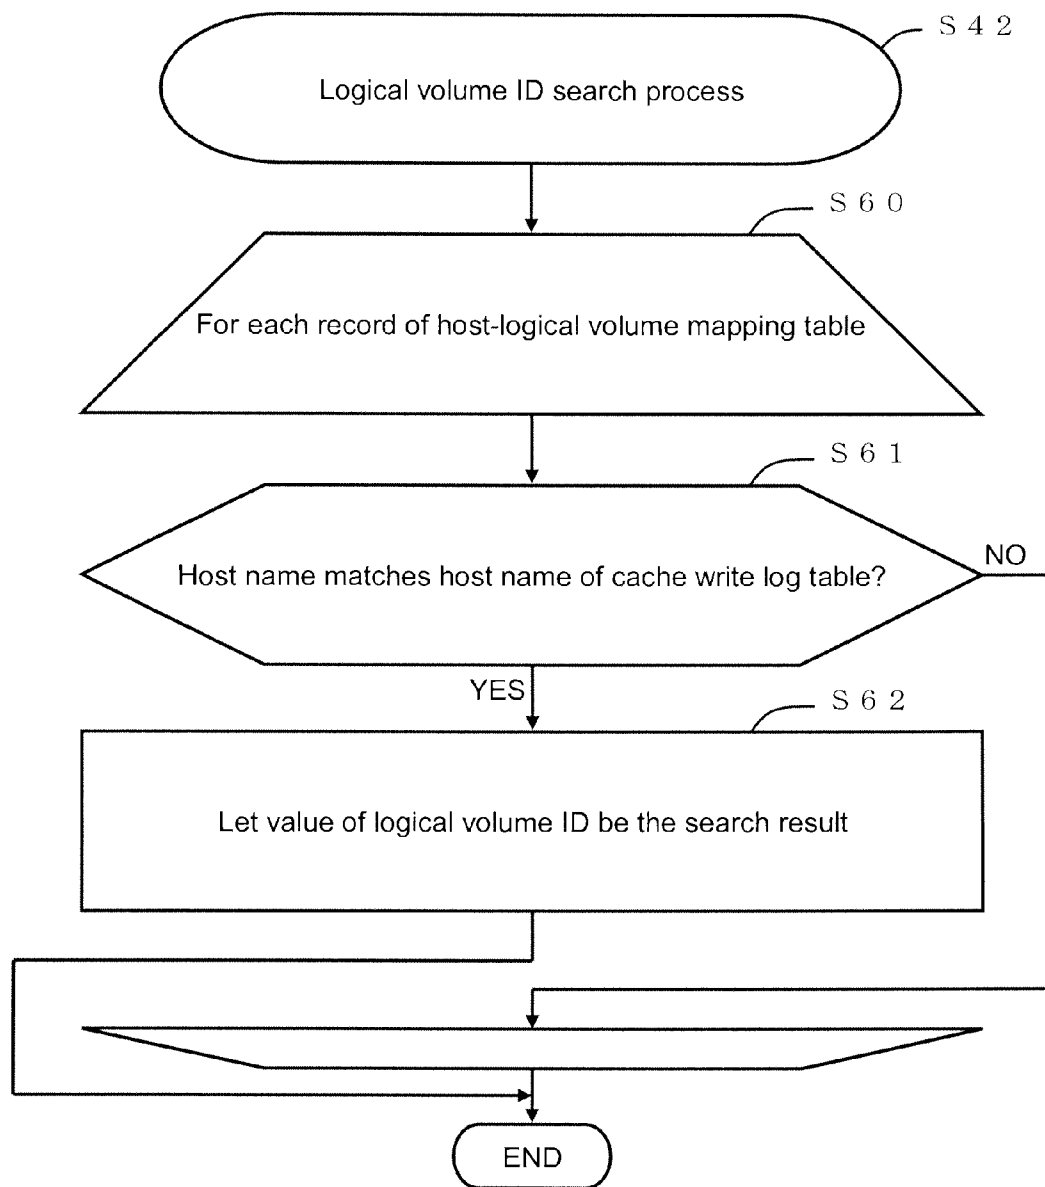 S42
Logical volume ID search process
S60
For each record of host-logical volume mapping table
S61
Host name matches host name of cache write log table?
NO
YES
S62
Let value of logical volume ID be the search result
END